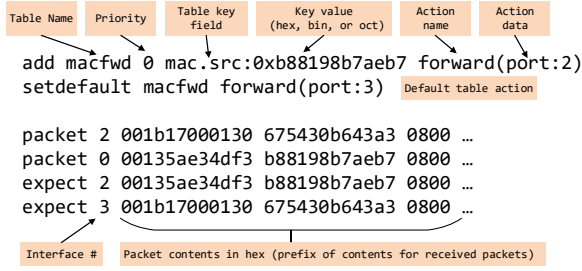 Table Name
Priority
Table key
field
Key value
(hex, bin, or oct)
Action
name
Action
data
add macfwd 0 mac.src:0xb88198b7aeb7 forward(port:2)
setdefault macfwd forward(port:3)
Default table action
packet 2 001b17000130 675430b643a3 0800 …
packet 0 00135ae34df3 b88198b7aeb7 0800 …
expect 2 00135ae34df3 b88198b7aeb7 0800 …
expect 3 001b17000130 675430b643a3 0800 …
Interface #
Packet contents in hex (prefix of contents for received packets)